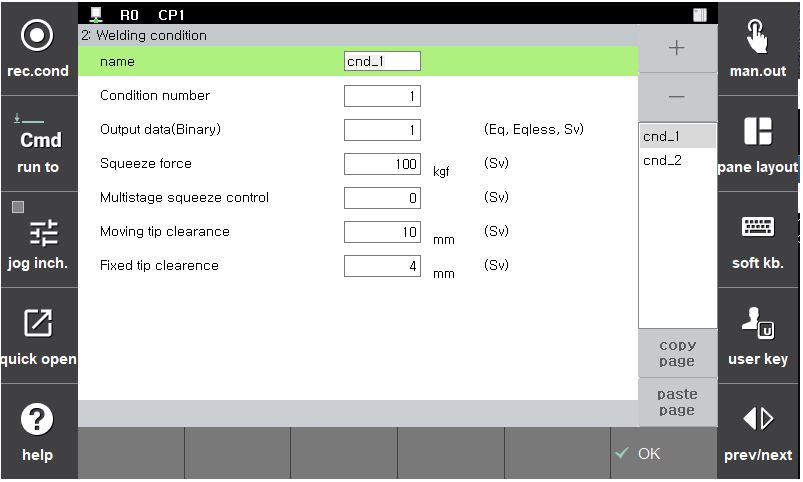 R0 CP1
2: Welding condition
rec.cond
Cmd
run to
jog inch.
quick open
help
name cnd_1
Condition number 1
Output data(Binary) 1 (Eq, Eqless, Sv)
Squeeze force 100 kgf (Sv)
Multistage squeeze control 0 (Sv)
Moving tip clearance 10 mm (Sv)
Fixed tip clearence 4 mm (Sv)
+
−
cnd_1
cnd_2
copy
page
paste
page
OK
man.out
pane layout
soft kb.
u
user key
prev/next